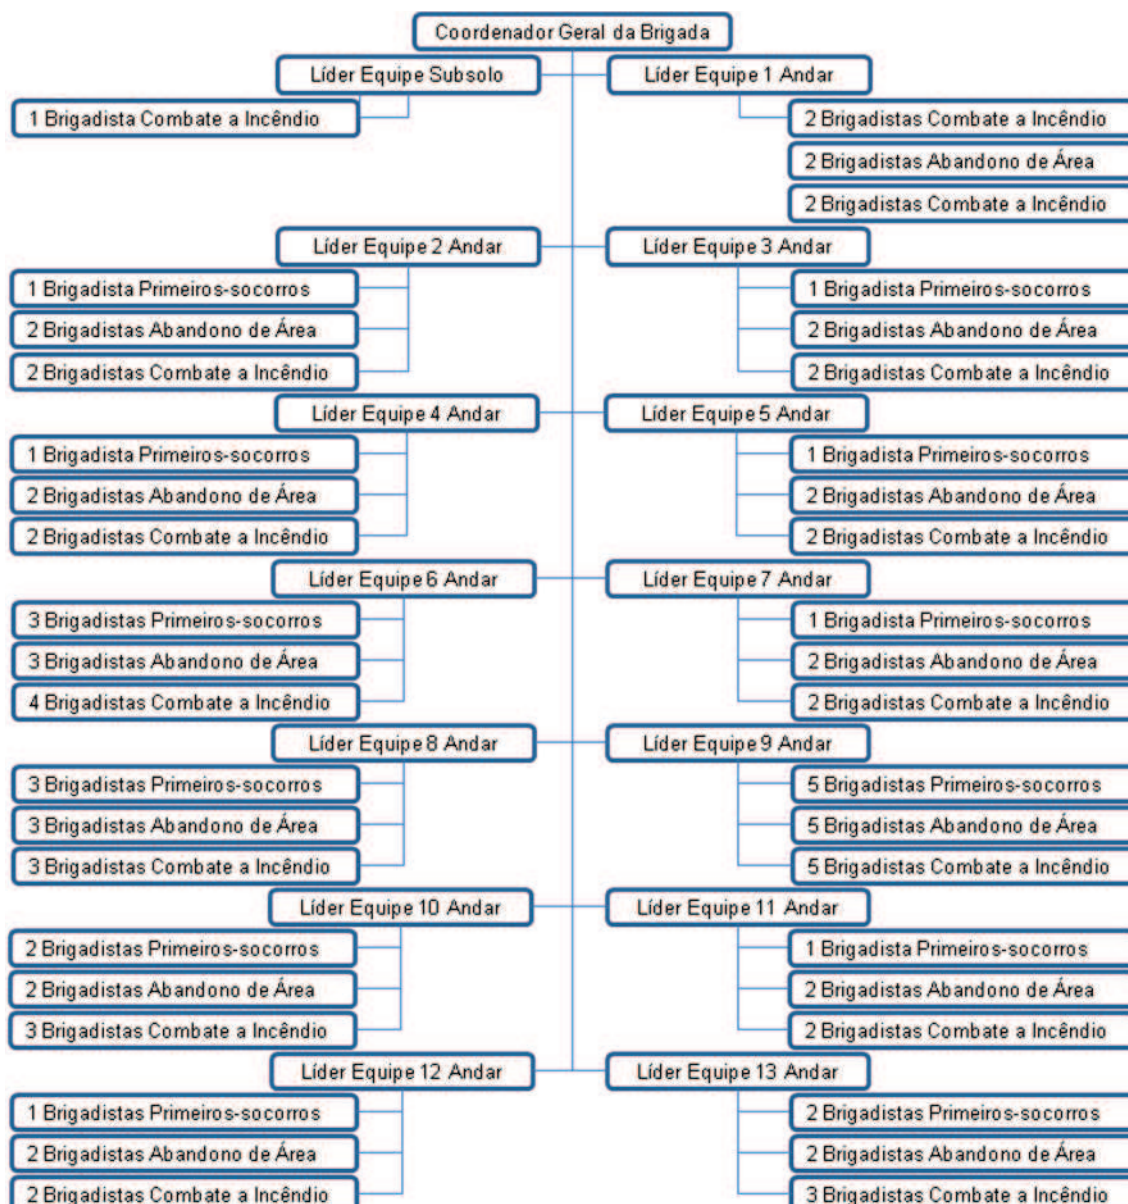 Coordenador Geral da Brigada
Líder Equipe Subsolo
1 Brigadista Combate a Incêndio
Líder Equipe 1 Andar
2 Brigadistas Combate a Incêndio
2 Brigadistas Abandono de Área
2 Brigadistas Combate a Incêndio
Líder Equipe 2 Andar
1 Brigadista Primeiros-socorros
2 Brigadistas Abandono de Área
2 Brigadistas Combate a Incêndio
Líder Equipe 3 Andar
1 Brigadista Primeiros-socorros
2 Brigadistas Abandono de Área
2 Brigadistas Combate a Incêndio
Líder Equipe 4 Andar
1 Brigadista Primeiros-socorros
2 Brigadistas Abandono de Área
2 Brigadistas Combate a Incêndio
Líder Equipe 5 Andar
1 Brigadista Primeiros-socorros
2 Brigadistas Abandono de Área
2 Brigadistas Combate a Incêndio
Líder Equipe 6 Andar
3 Brigadistas Primeiros-socorros
3 Brigadistas Abandono de Área
4 Brigadistas Combate a Incêndio
Líder Equipe 7 Andar
1 Brigadista Primeiros-socorros
2 Brigadistas Abandono de Área
2 Brigadistas Combate a Incêndio
Líder Equipe 8 Andar
3 Brigadistas Primeiros-socorros
3 Brigadistas Abandono de Área
3 Brigadistas Combate a Incêndio
Líder Equipe 9 Andar
5 Brigadistas Primeiros-socorros
5 Brigadistas Abandono de Área
5 Brigadistas Combate a Incêndio
Líder Equipe 10 Andar
2 Brigadistas Primeiros-socorros
2 Brigadistas Abandono de Área
3 Brigadistas Combate a Incêndio
Líder Equipe 11 Andar
1 Brigadista Primeiros-socorros
2 Brigadistas Abandono de Área
2 Brigadistas Combate a Incêndio
Líder Equipe 12 Andar
1 Brigadistas Primeiros-socorros
2 Brigadistas Abandono de Área
2 Brigadistas Combate a Incêndio
Líder Equipe 13 Andar
2 Brigadistas Primeiros-socorros
2 Brigadistas Abandono de Área
3 Brigadistas Combate a Incêndio